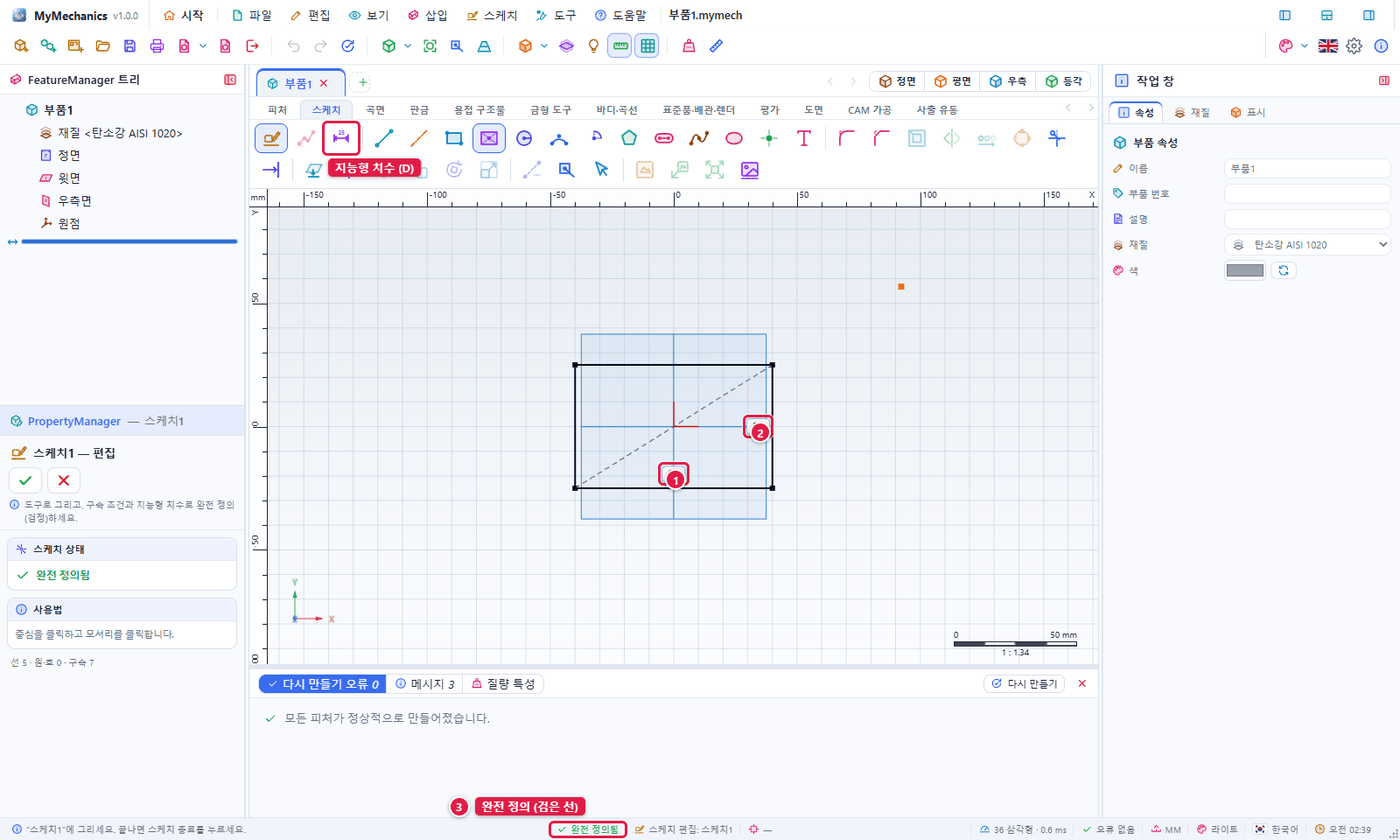 MyMechanics v1.0.0 시작 파일 편집 보기 삽입 스케치 도구 도움말 부품1.mymech
FeatureManager 트리
부품1
재질 <탄소강 AISI 1020>
정면
윗면
우측면
원점
PropertyManager — 스케치1
스케치1 — 편집
도구로 그리고, 구속 조건과 지능형 치수로 완전 정의
(검정)하세요.
스케치 상태
완전 정의됨
사용법
중심을 클릭하고 모서리를 클릭합니다.
선 5 · 원·호 0 · 구속 7
부품1
정면 평면 우측 등각
피처 스케치 곡면 판금 용접 구조물 금형 도구 바디·곡선 표준품·배관·렌더 평가 도면 CAM 가공 사출 유동
25
지능형 치수 (D)
mm -150 -100 -50 0 50 100 150 X
Y
50
0
-50
00
2
1
Y
X
0 50 mm
1 : 1.34
다시 만들기 오류 0 메시지 3 질량 특성 다시 만들기
모든 피처가 정상적으로 만들어졌습니다.
3 완전 정의 (검은 선)
작업 창
속성 재질 표시
부품 속성
이름 부품1
부품 번호
설명
재질 탄소강 AISI 1020
색
"스케치1"에 그리세요. 끝나면 스케치 종료를 누르세요. 완전 정의됨 스케치 편집: 스케치1 — 36 삼각형 · 0.6 ms 오류 없음 MM 라이트 한국어 오전 02:39